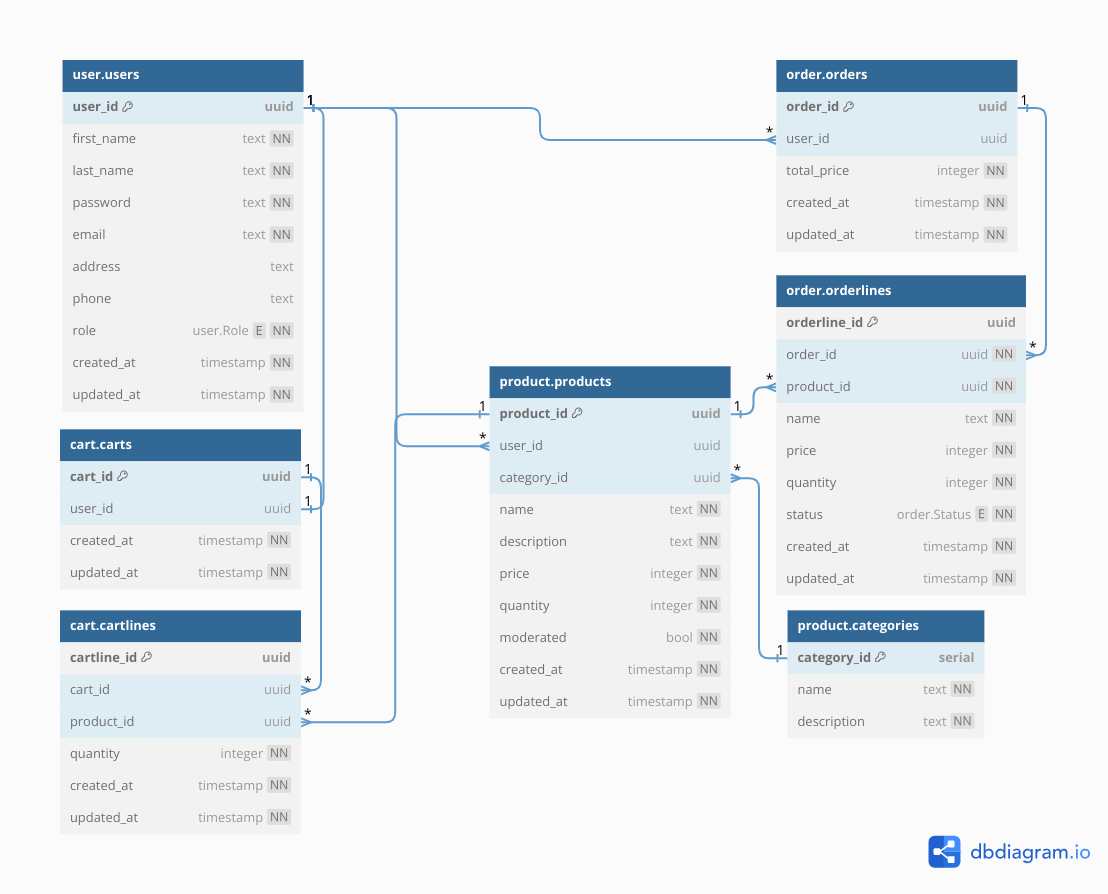 user.users
user_id uuid
first_name text NN
last_name text NN
password text NN
email text NN
address text
phone text
role user.Role E NN
created_at timestamp NN
updated_at timestamp NN
1
cart.carts
cart_id uuid
user_id uuid
created_at timestamp NN
updated_at timestamp NN
1
1
cart.cartlines
cartline_id uuid
cart_id uuid
product_id uuid
quantity integer NN
created_at timestamp NN
updated_at timestamp NN
*
*
product.products
1 product_id uuid 1
* user_id uuid
category_id uuid *
name text NN
description text NN
price integer NN
quantity integer NN
moderated bool NN
created_at timestamp NN
updated_at timestamp NN
order.orders
order_id uuid 1
* user_id uuid
total_price integer NN
created_at timestamp NN
updated_at timestamp NN
order.orderlines
orderline_id uuid
order_id uuid NN *
* product_id uuid NN
name text NN
price integer NN
quantity integer NN
status order.Status E NN
created_at timestamp NN
updated_at timestamp NN
product.categories
1 category_id serial
name text NN
description text NN
dbdiagram.io